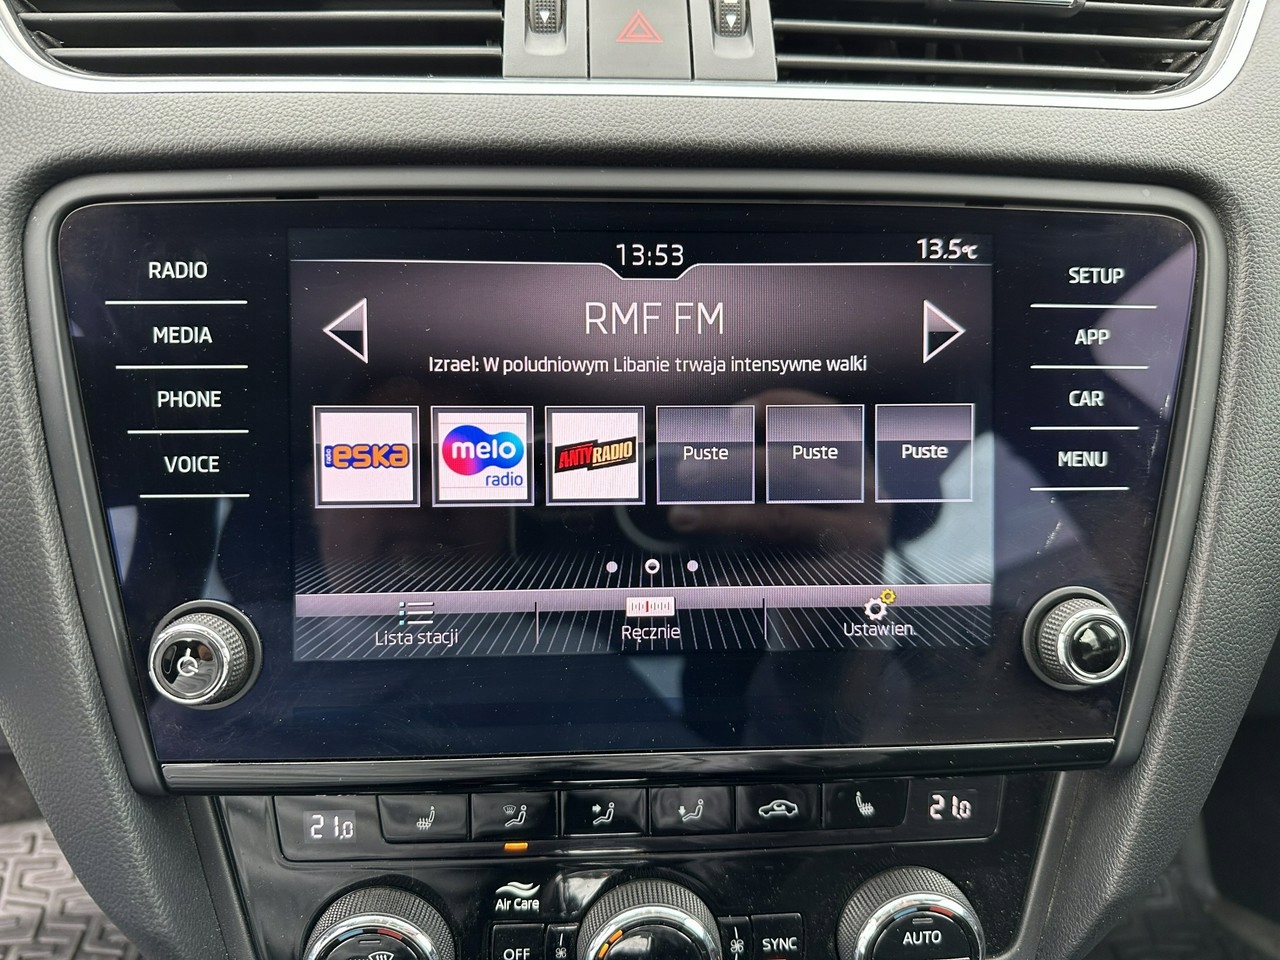 13:53
13.5°C
RADIO
MEDIA
PHONE
VOICE
SETUP
APP
CAR
MENU
RMF FM
Izrael: W poludniowym Libanie trwaja intensywne walki
eska
melo
radio
ANTYRADIO
Puste
Puste
Puste
Lista stacji
Ręcznie
Ustawien.
21.0
21.0
Air Care
OFF
SYNC
AUTO